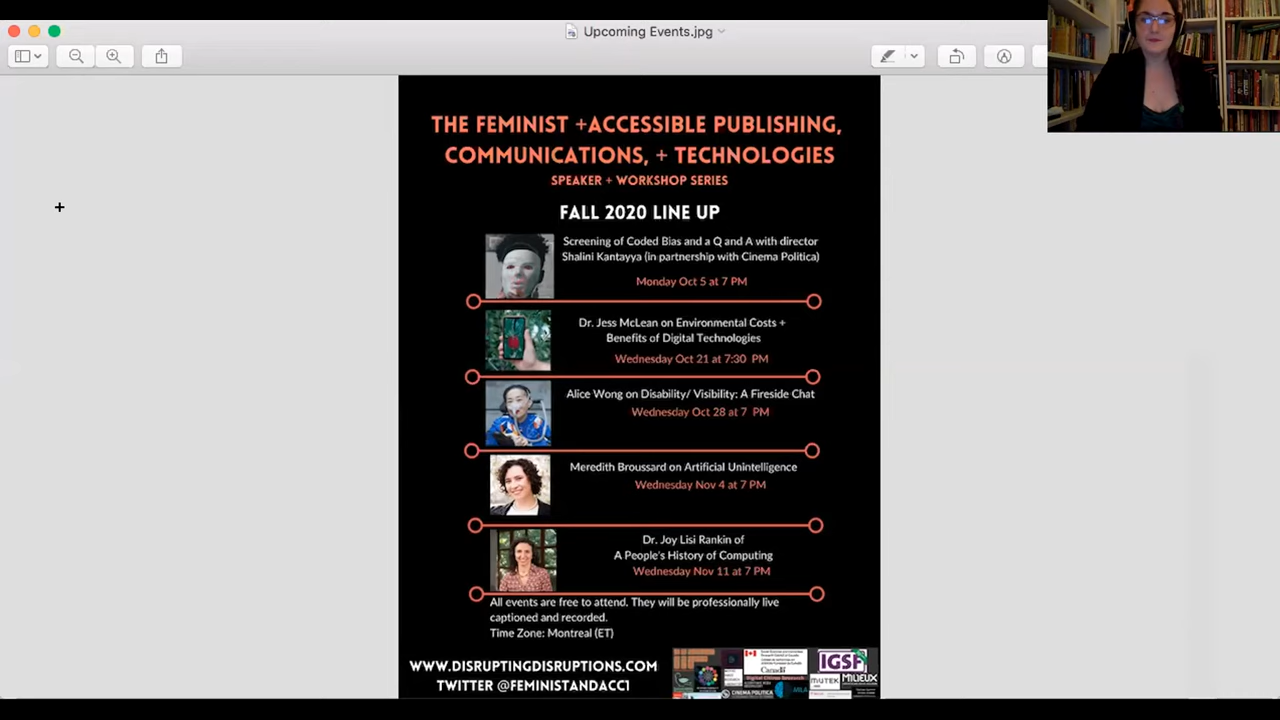 Upcoming Events.jpg
THE FEMINIST +ACCESSIBLE PUBLISHING,
COMMUNICATIONS, + TECHNOLOGIES
SPEAKER + WORKSHOP SERIES
FALL 2020 LINE UP
Screening of Coded Bias and a Q and A with director
Shalini Kantayya (in partnership with Cinema Politica)
Monday Oct 5 at 7 PM
Dr. Jess McLean on Environmental Costs +
Benefits of Digital Technologies
Wednesday Oct 21 at 7:30 PM
Alice Wong on Disability/ Visibility: A Fireside Chat
Wednesday Oct 28 at 7 PM
Meredith Broussard on Artificial Unintelligence
Wednesday Nov 4 at 7 PM
Dr. Joy Lisi Rankin of
A People's History of Computing
Wednesday Nov 11 at 7 PM
All events are free to attend. They will be professionally live
captioned and recorded.
Time Zone: Montreal (ET)
WWW.DISRUPTINGDISRUPTIONS.COM
TWITTER @FEMINISTANDACC1
Canada
IGSF
MUTEK
MILIEUX
CINEMA POLITICA